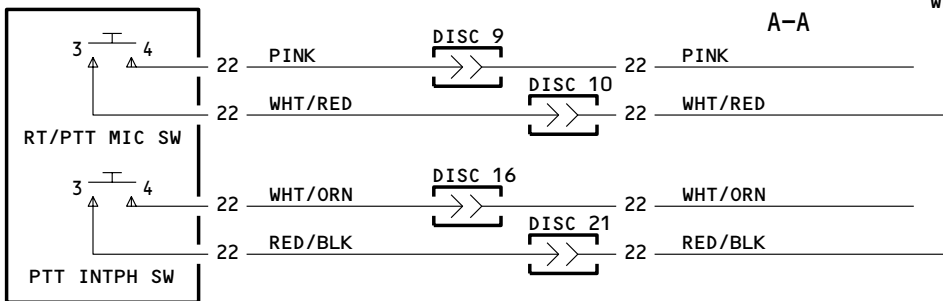 W
A-A
DISC 9
3 4 22 PINK 22 PINK
DISC 10
22 WHT/RED 22 WHT/RED
RT/PTT MIC SW
DISC 16
3 4 22 WHT/ORN 22 WHT/ORN
DISC 21
22 RED/BLK 22 RED/BLK
PTT INTPH SW